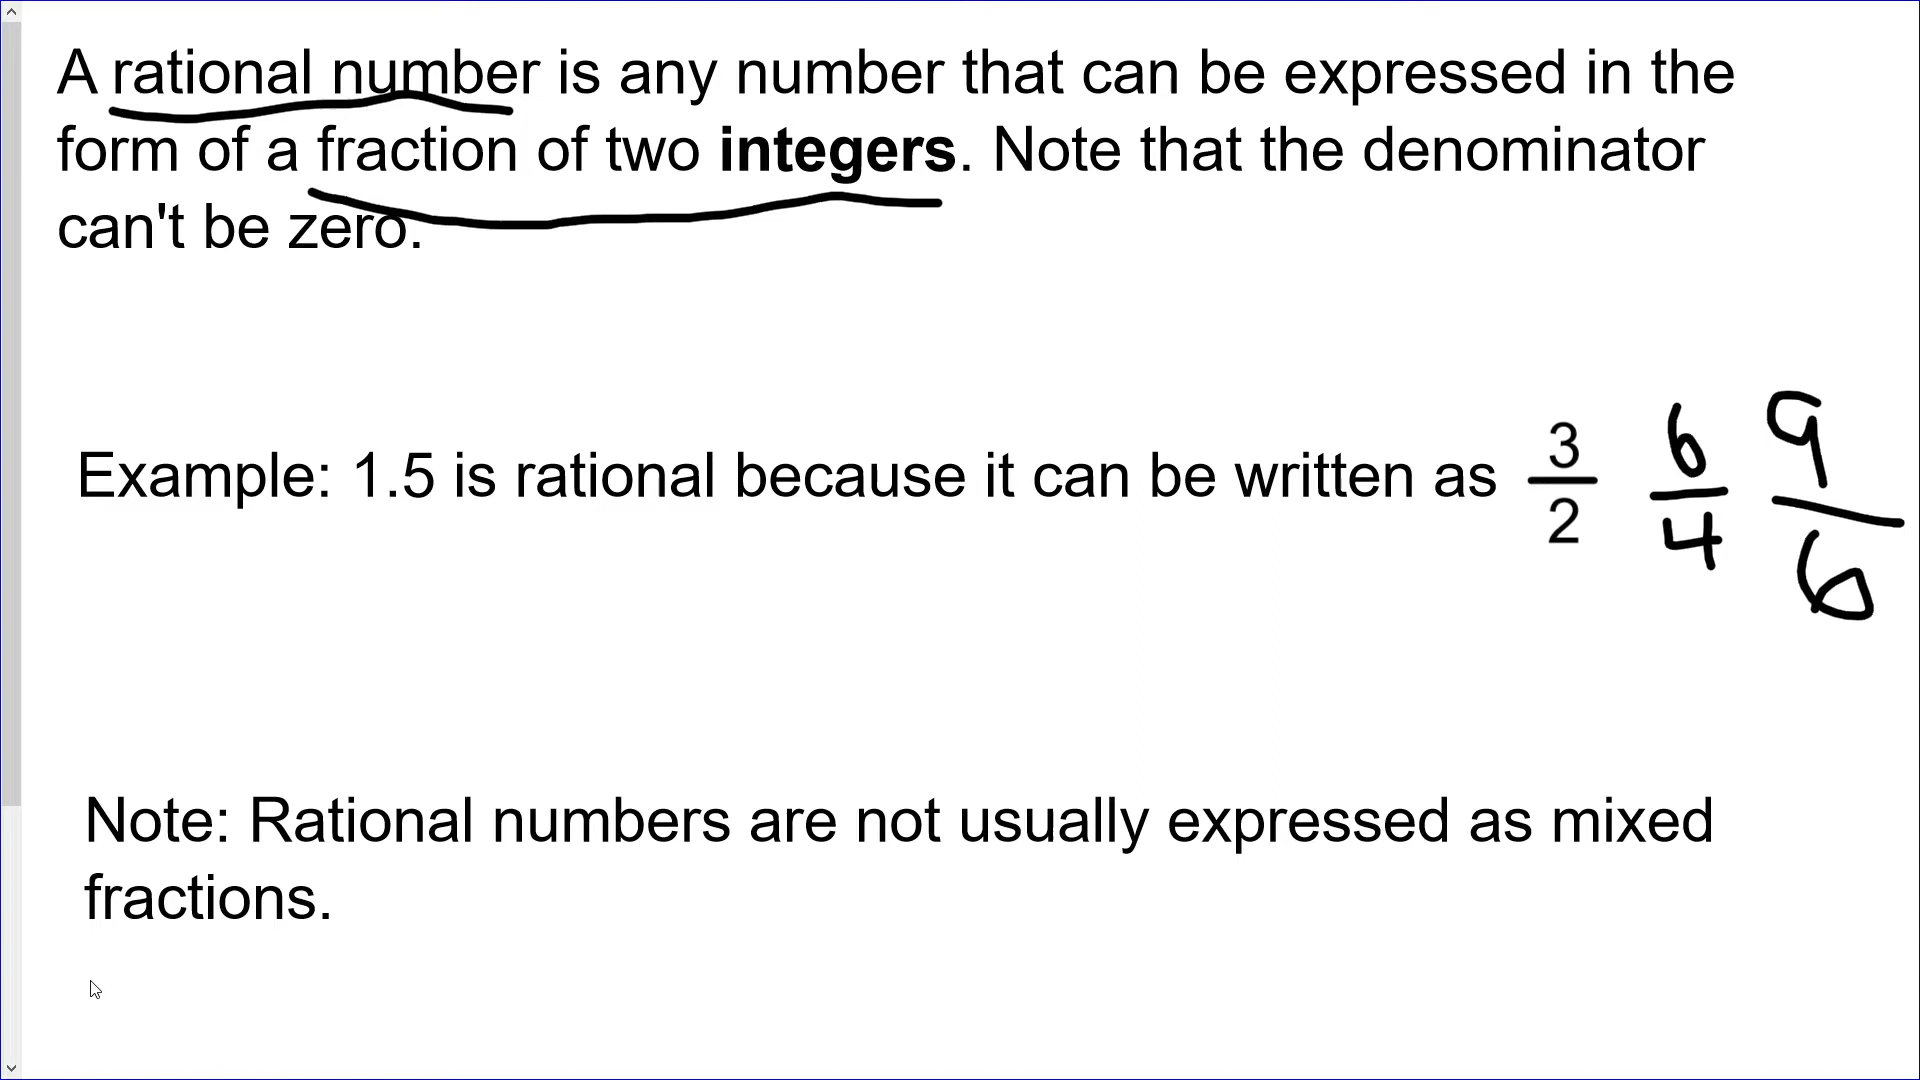 A rational number is any number that can be expressed in the
form of a fraction of two integers. Note that the denominator
can't be zero.
Example: 1.5 is rational because it can be written as 3/2 6/4 9/6
Note: Rational numbers are not usually expressed as mixed
fractions.